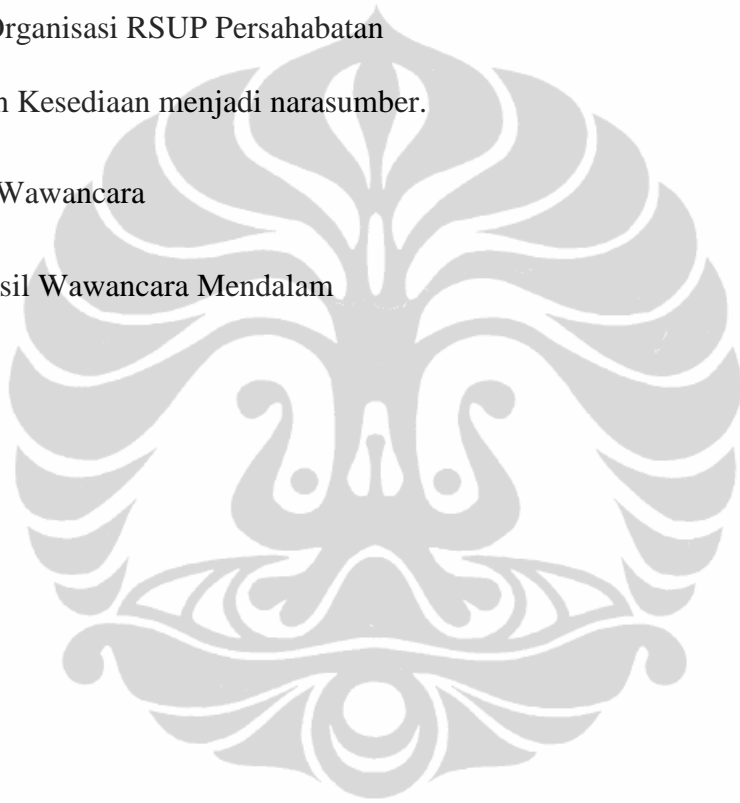 Organisasi RSUP Persahabatan
n Kesediaan menjadi narasumber.
Wawancara
sil Wawancara Mendalam